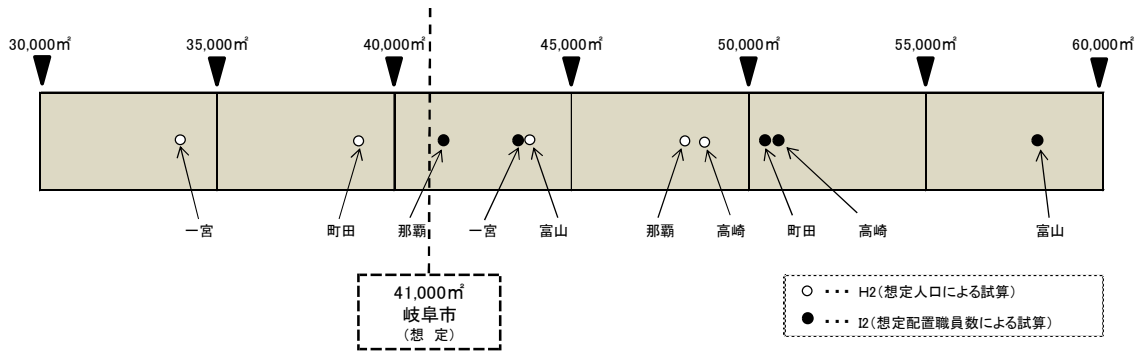 30,000㎡ 35,000㎡ 40,000㎡ 45,000㎡ 50,000㎡ 55,000㎡ 60,000㎡
一宮 町田 那覇 一宮 富山 那覇 高崎 町田 高崎 富山
41,000㎡
岐阜市
(想 定)
○ ・・・ H2(想定人口による試算)
● ・・・ I2(想定配置職員数による試算)